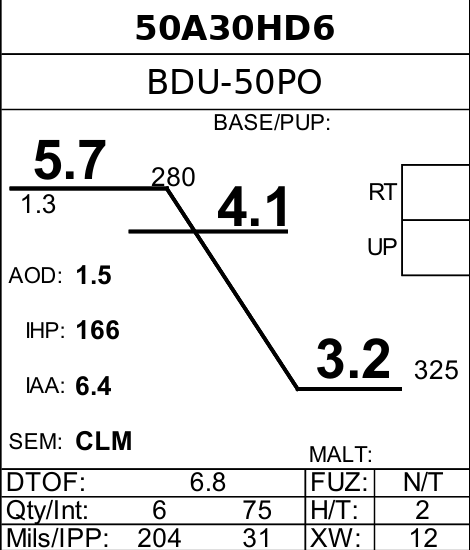 50A30HD6
BDU-50PO
BASE/PUP:
5.7
280
1.3
4.1
RT
UP
AOD: 1.5
IHP: 166
3.2
325
IAA: 6.4
SEM: CLM
MALT:
DTOF: 6.8 FUZ: N/T
Qty/Int: 6 75 H/T: 2
Mils/IPP: 204 31 XW: 12